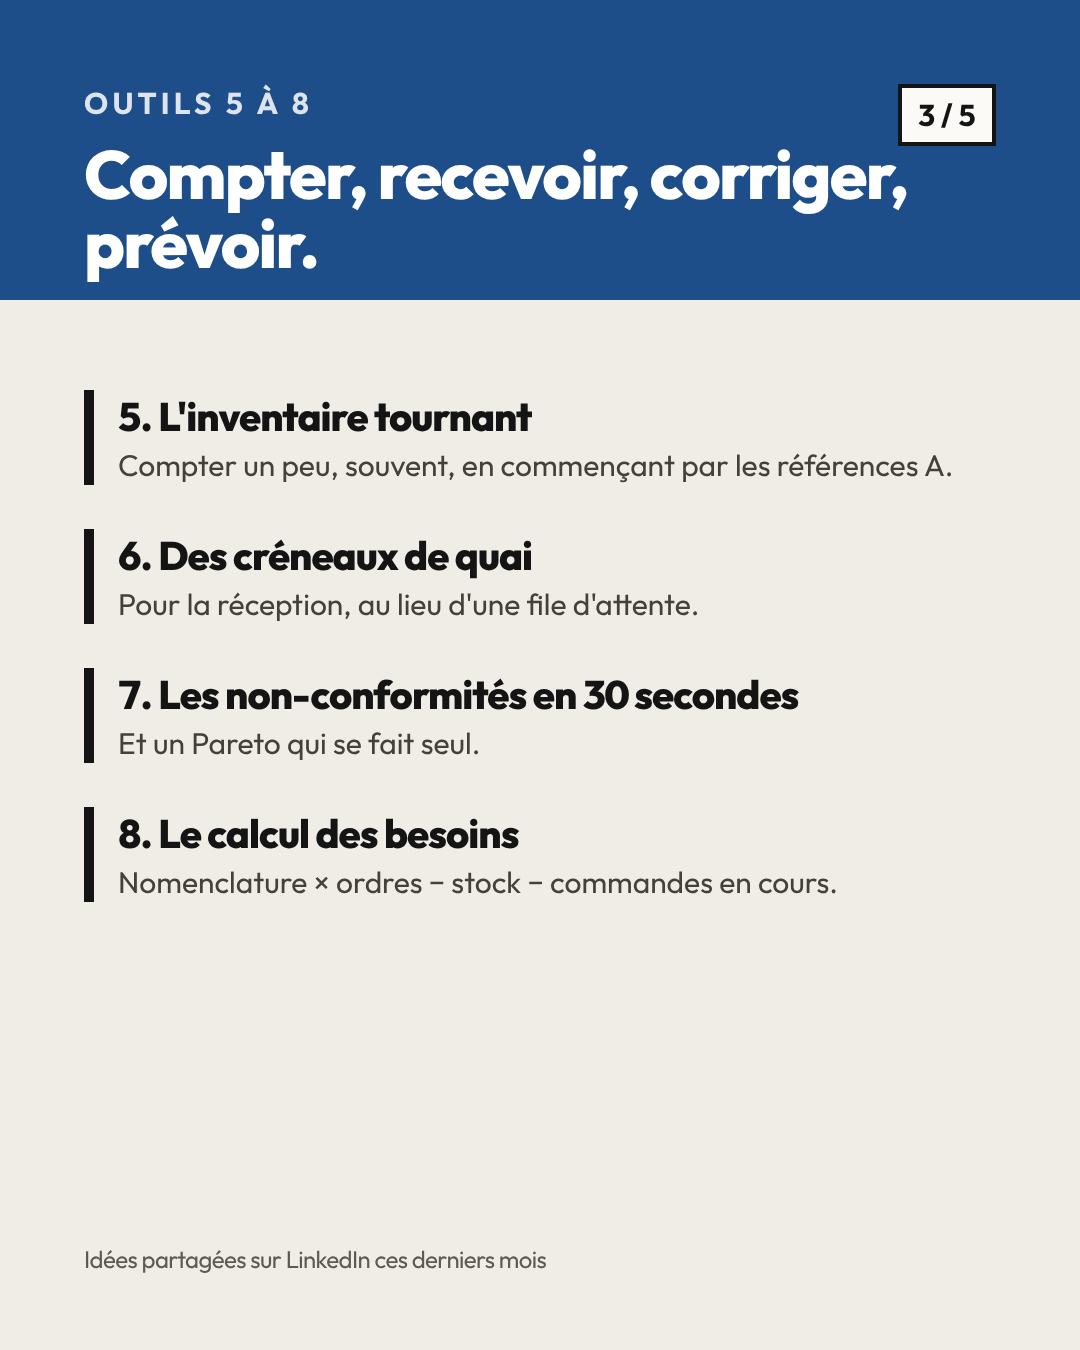 OUTILS 5 À 8
3 / 5
Compter, recevoir, corriger,
prévoir.
5. L'inventaire tournant
Compter un peu, souvent, en commençant par les références A.
6. Des créneaux de quai
Pour la réception, au lieu d'une file d'attente.
7. Les non-conformités en 30 secondes
Et un Pareto qui se fait seul.
8. Le calcul des besoins
Nomenclature × ordres − stock − commandes en cours.
Idées partagées sur LinkedIn ces derniers mois